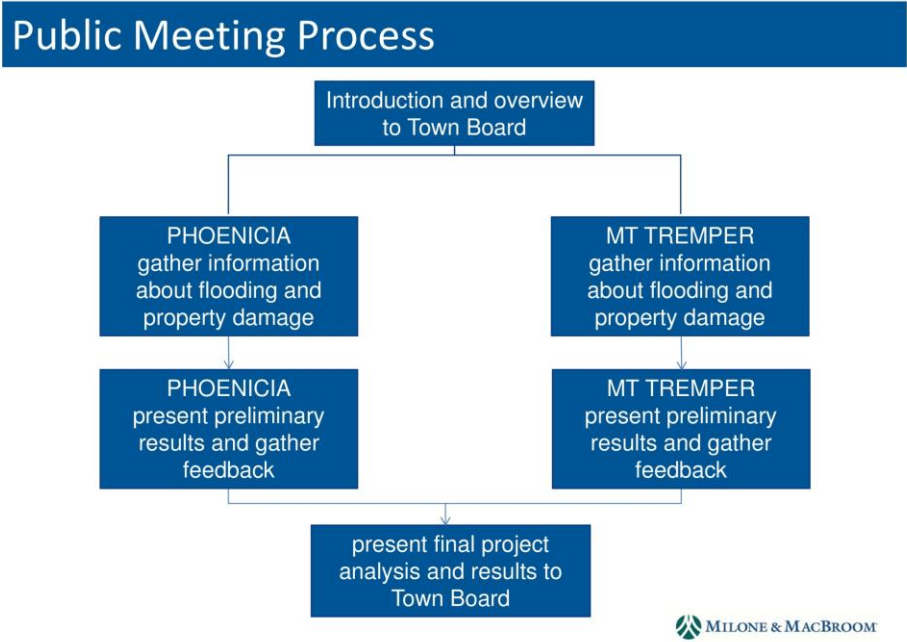 Public Meeting Process
Introduction and overview
to Town Board
PHOENICIA
gather information
about flooding and
property damage
MT TREMPER
gather information
about flooding and
property damage
PHOENICIA
present preliminary
results and gather
feedback
MT TREMPER
present preliminary
results and gather
feedback
present final project
analysis and results to
Town Board
MILONE & MACBROOM